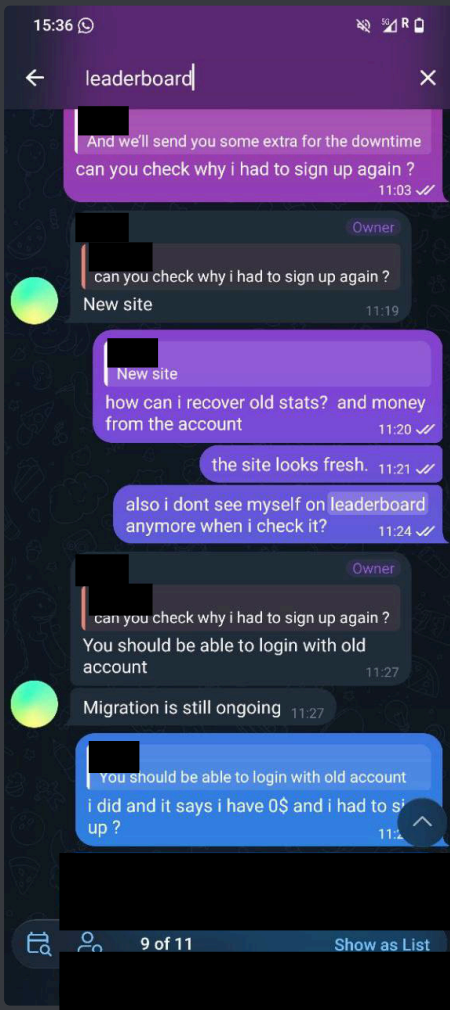 15:36
5G R
leaderboard
And we'll send you some extra for the downtime
can you check why i had to sign up again ?
11:03
Owner
can you check why i had to sign up again ?
New site
11:19
New site
how can i recover old stats?  and money
from the account
11:20
the site looks fresh. 11:21
also i dont see myself on leaderboard
anymore when i check it?
11:24
Owner
can you check why i had to sign up again ?
You should be able to login with old
account
11:27
Migration is still ongoing 11:27
You should be able to login with old account
i did and it says i have 0$ and i had to
up ?
9 of 11
Show as List